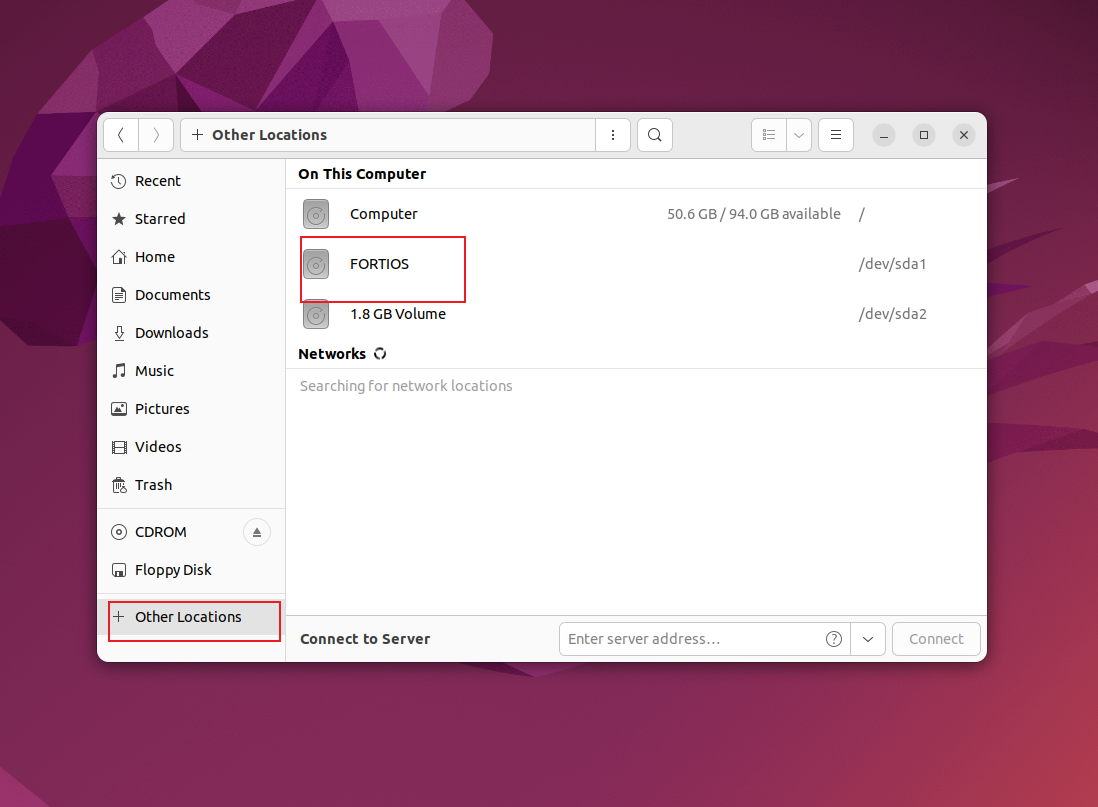 Other Locations
Recent
Starred
Home
Documents
Downloads
Music
Pictures
Videos
Trash
CDROM
Floppy Disk
Other Locations
On This Computer
Computer 50.6 GB / 94.0 GB available /
FORTIOS /dev/sda1
1.8 GB Volume /dev/sda2
Networks
Searching for network locations
Connect to Server Enter server address… Connect